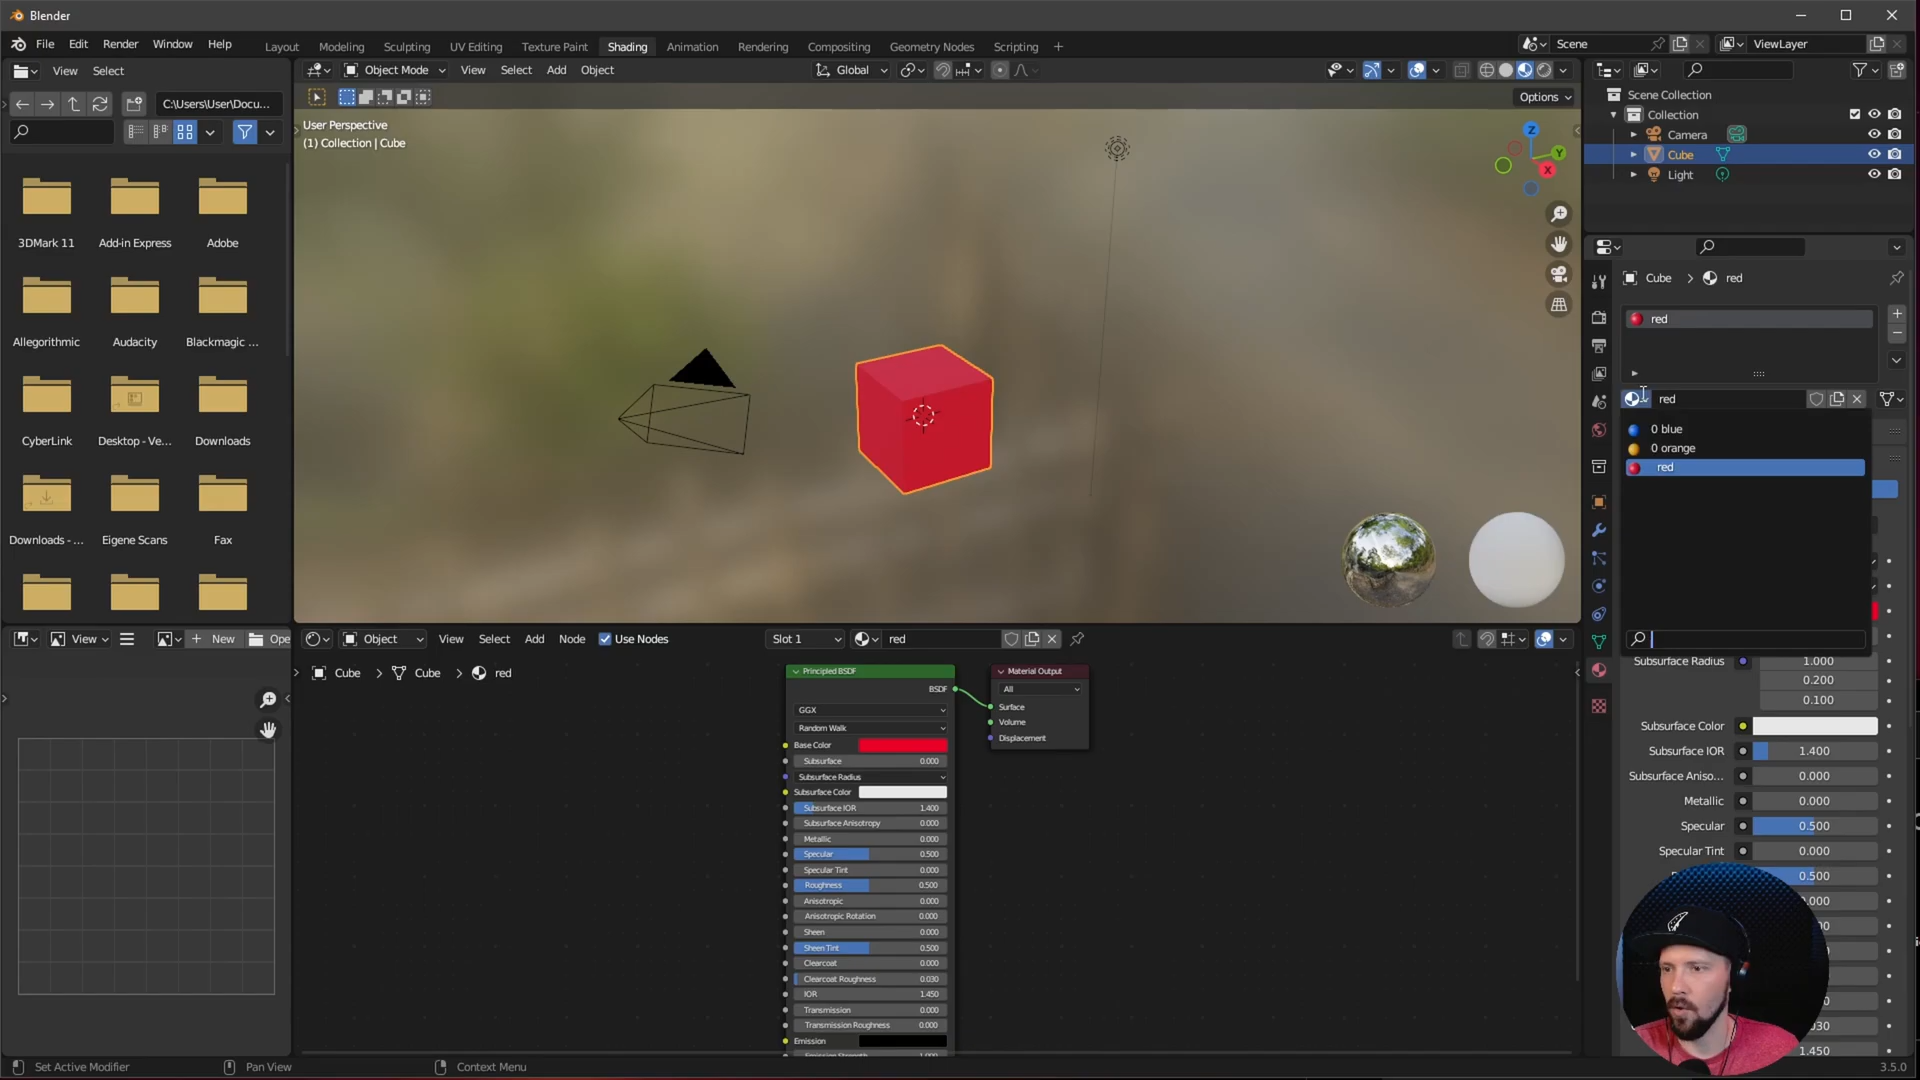 Blender
File Edit Render Window Help
Layout Modeling Sculpting UV Editing Texture Paint Shading Animation Rendering Compositing Geometry Nodes Scripting +
Scene
ViewLayer
View Select
Object Mode View Select Add Object
Global
C:\Users\User\Docu...
Options
User Perspective
(1) Collection | Cube
Z
Y
X
3DMark 11 Add-in Express Adobe
Allegorithmic Audacity Blackmagic ...
CyberLink Desktop - Ve... Downloads
Downloads - ... Eigene Scans Fax
Scene Collection
Collection
Camera
Cube
Light
Cube > red
red
red
0 blue
0 orange
red
View New Ope
Object View Select Add Node Use Nodes Slot 1 red
Cube > Cube > red
Principled BSDF
BSDF
GGX
Random Walk
Base Color
Subsurface 0.000
Subsurface Radius
Subsurface Color
Subsurface IOR 1.400
Subsurface Anisotropy 0.000
Metallic 0.000
Specular 0.500
Specular Tint 0.000
Roughness 0.500
Anisotropic 0.000
Anisotropic Rotation 0.000
Sheen 0.000
Sheen Tint 0.500
Clearcoat 0.000
Clearcoat Roughness 0.030
IOR 1.450
Transmission 0.000
Transmission Roughness 0.000
Emission
Material Output
All
Surface
Volume
Displacement
Subsurface Radius 1.000
0.200
0.100
Subsurface Color
Subsurface IOR 1.400
Subsurface Aniso... 0.000
Metallic 0.000
Specular 0.500
Specular Tint 0.000
0.500
1.450
Set Active Modifier Pan View Context Menu
3.5.0